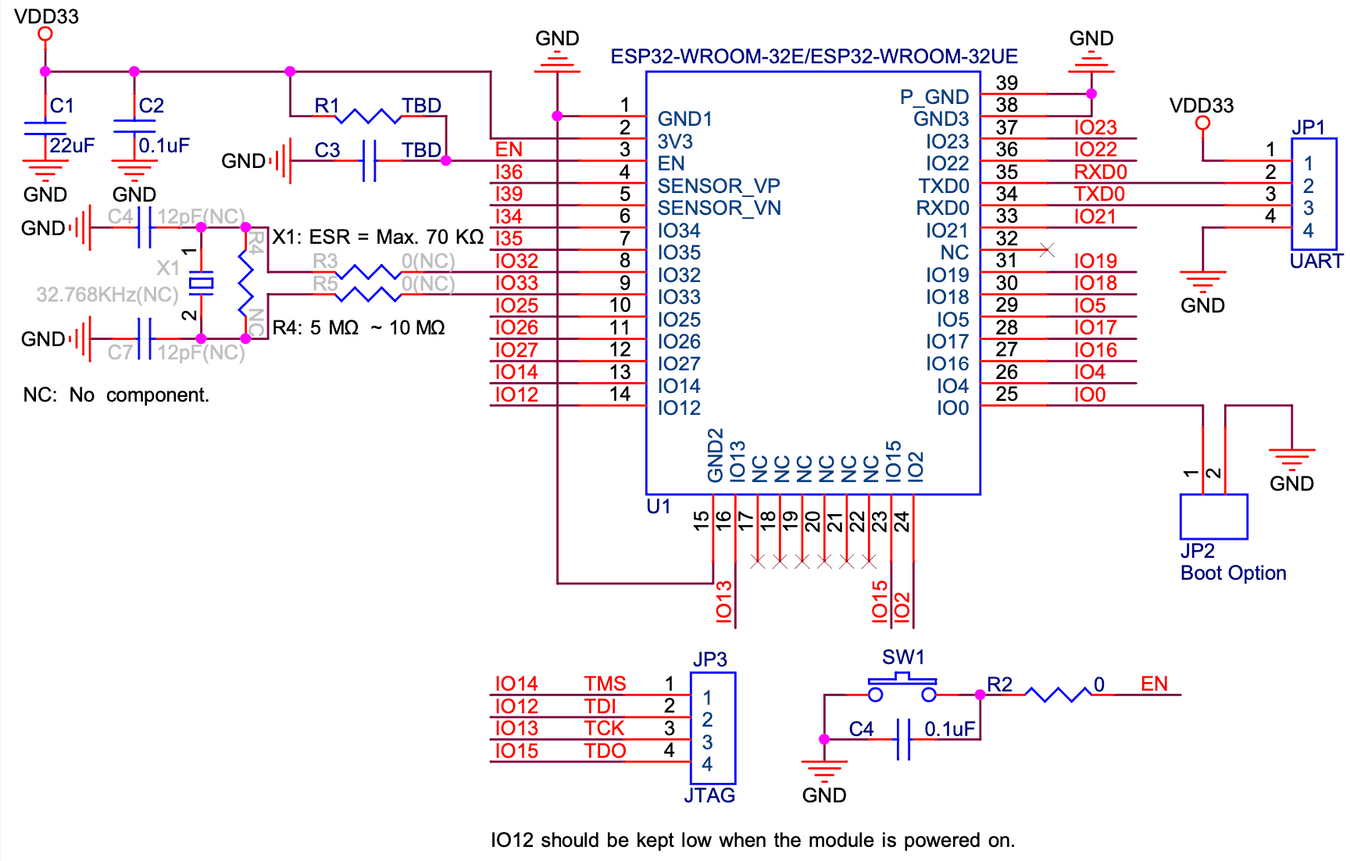 VDD33
C1
22uF
GND
C2
0.1uF
GND
R1 TBD
GND C3 TBD
GND C4 12pF(NC)
1
X1
32.768KHz(NC)
2
R4
NC
GND C7 12pF(NC)
X1: ESR = Max. 70 KΩ
R3 0(NC)
R5 0(NC)
R4: 5 MΩ ~ 10 MΩ
NC: No component.
GND
ESP32-WROOM-32E/ESP32-WROOM-32UE
GND
1 GND1
2 3V3
EN 3 EN
I36 4 SENSOR_VP
I39 5 SENSOR_VN
I34 6 IO34
I35 7 IO35
IO32 8 IO32
IO33 9 IO33
IO25 10 IO25
IO26 11 IO26
IO27 12 IO27
IO14 13 IO14
IO12 14 IO12
P_GND 39
GND3 38
IO23 37 IO23
IO22 36 IO22
TXD0 35 RXD0
RXD0 34 TXD0
IO21 33 IO21
NC 32
IO19 31 IO19
IO18 30 IO18
IO5 29 IO5
IO17 28 IO17
IO16 27 IO16
IO4 26 IO4
IO0 25 IO0
GND2 IO13 NC NC NC NC NC NC IO15 IO2
U1
15 16 17 18 19 20 21 22 23 24
IO13 IO15 IO2
VDD33
JP1
1 1
2 2
3 3
4 4
UART
GND
1 2
GND
JP2
Boot Option
JP3
IO14 TMS 1 1
IO12 TDI 2 2
IO13 TCK 3 3
IO15 TDO 4 4
JTAG
SW1
R2 0 EN
C4 0.1uF
GND
IO12 should be kept low when the module is powered on.